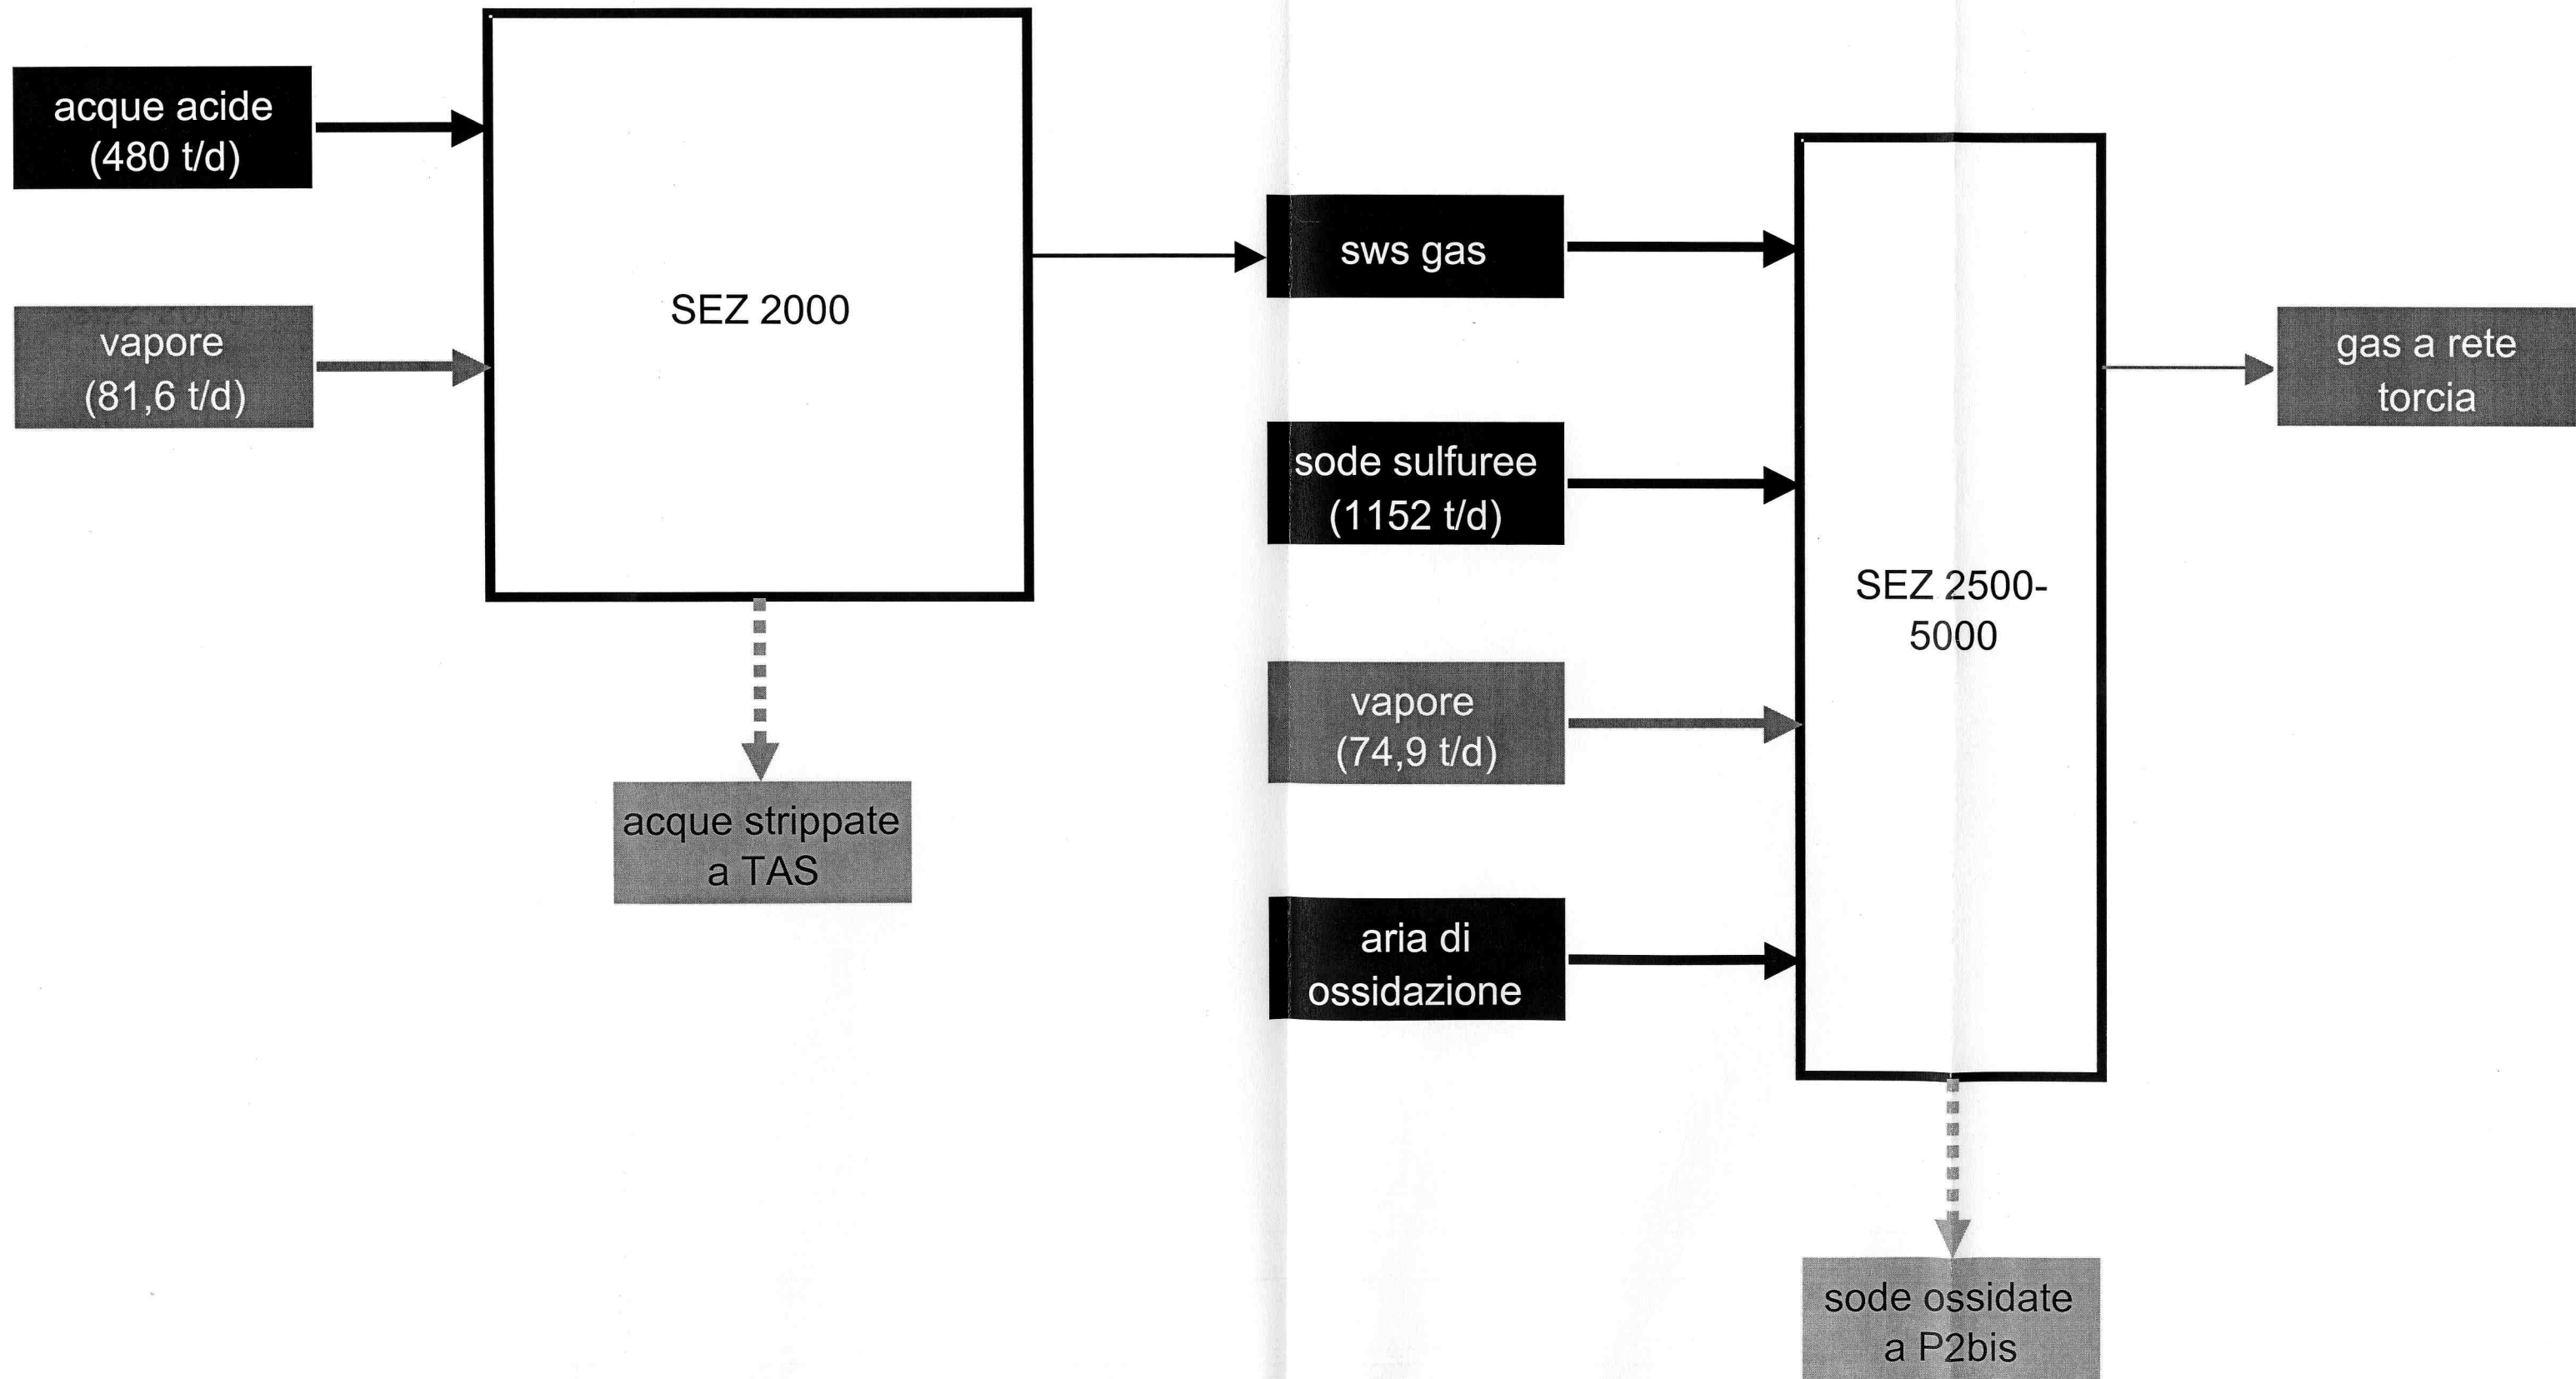 acque acide
(480 t/d)
vapore
(81,6 t/d)
SEZ 2000
acque strippate
a TAS
sws gas
sode sulfuree
(1152 t/d)
vapore
(74,9 t/d)
aria di
ossidazione
SEZ 2500-
5000
gas a rete
torcia
sode ossidate
a P2bis